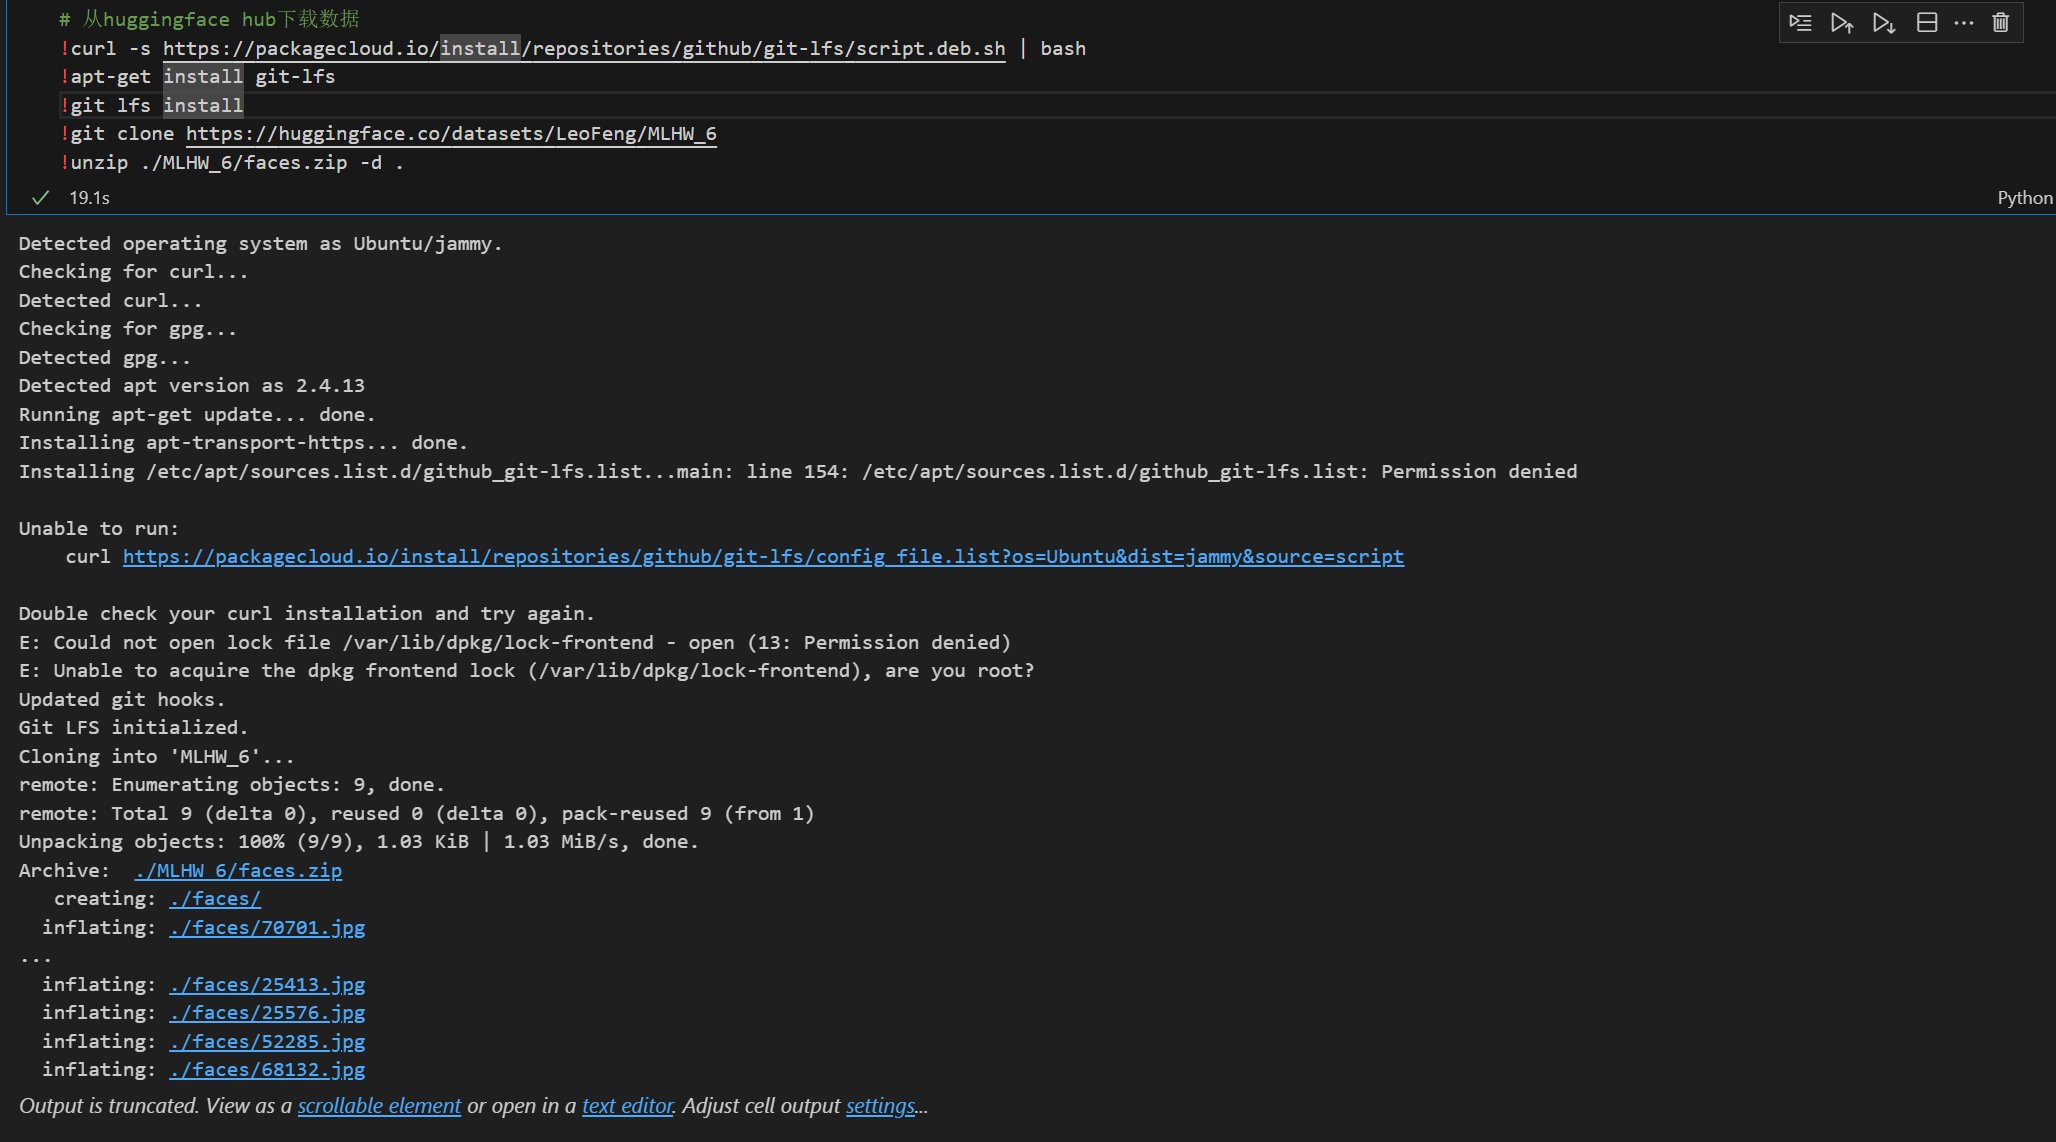 # 从huggingface hub下载数据
!curl -s https://packagecloud.io/install/repositories/github/git-lfs/script.deb.sh | bash
!apt-get install git-lfs
!git lfs install
!git clone https://huggingface.co/datasets/LeoFeng/MLHW_6
!unzip ./MLHW_6/faces.zip -d .
19.1s
Python
Detected operating system as Ubuntu/jammy.
Checking for curl...
Detected curl...
Checking for gpg...
Detected gpg...
Detected apt version as 2.4.13
Running apt-get update... done.
Installing apt-transport-https... done.
Installing /etc/apt/sources.list.d/github_git-lfs.list...main: line 154: /etc/apt/sources.list.d/github_git-lfs.list: Permission denied
Unable to run:
curl https://packagecloud.io/install/repositories/github/git-lfs/config_file.list?os=Ubuntu&dist=jammy&source=script
Double check your curl installation and try again.
E: Could not open lock file /var/lib/dpkg/lock-frontend - open (13: Permission denied)
E: Unable to acquire the dpkg frontend lock (/var/lib/dpkg/lock-frontend), are you root?
Updated git hooks.
Git LFS initialized.
Cloning into 'MLHW_6'...
remote: Enumerating objects: 9, done.
remote: Total 9 (delta 0), reused 0 (delta 0), pack-reused 9 (from 1)
Unpacking objects: 100% (9/9), 1.03 KiB | 1.03 MiB/s, done.
Archive:  ./MLHW_6/faces.zip
creating: ./faces/
inflating: ./faces/70701.jpg
...
inflating: ./faces/25413.jpg
inflating: ./faces/25576.jpg
inflating: ./faces/52285.jpg
inflating: ./faces/68132.jpg
Output is truncated. View as a scrollable element or open in a text editor. Adjust cell output settings...